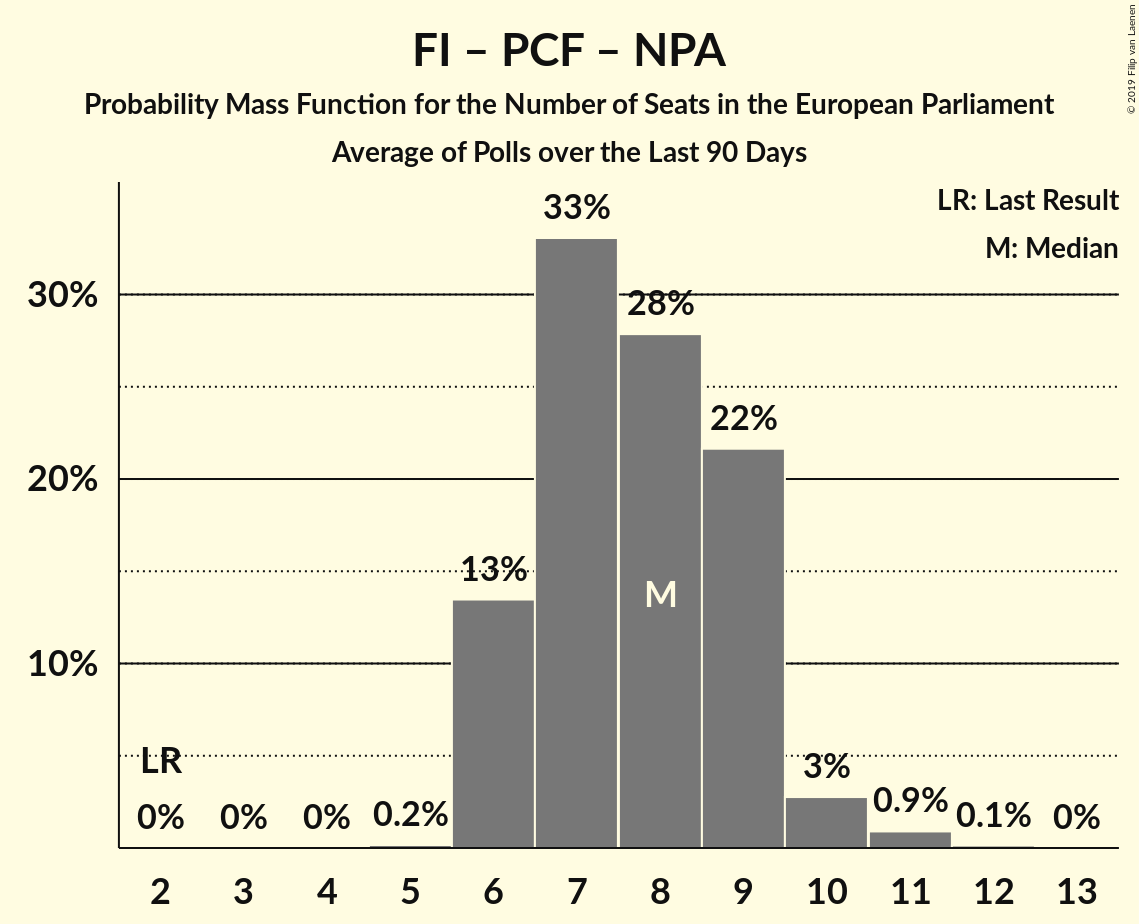 FI – PCF – NPA
Probability Mass Function for the Number of Seats in the European Parliament
Average of Polls over the Last 90 Days
© 2019 Filip van Laenen
LR: Last Result
M: Median
33%
30%
28%
22%
20%
13%
M
10%
LR
3%
0% 0% 0% 0.2% 0.9% 0.1% 0%
2 3 4 5 6 7 8 9 10 11 12 13